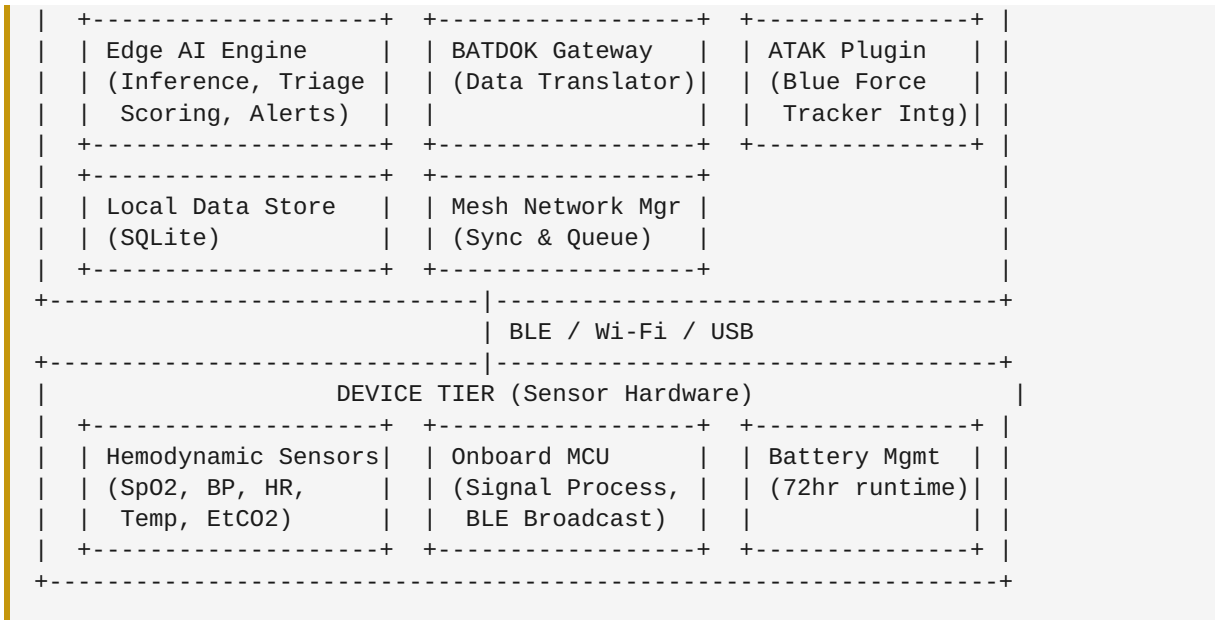 |  +--------------------+  +------------------+  +---------------+ |
|  | Edge AI Engine     |  | BATDOK Gateway   |  | ATAK Plugin   | |
|  | (Inference, Triage |  | (Data Translator)|  | (Blue Force   | |
|  |  Scoring, Alerts)  |  |                  |  |  Tracker Intg)| |
|  +--------------------+  +------------------+  +---------------+ |
|  +--------------------+  +------------------+                    |
|  | Local Data Store   |  | Mesh Network Mgr |                    |
|  | (SQLite)           |  | (Sync & Queue)   |                    |
|  +--------------------+  +------------------+                    |
+------------------------------|-----------------------------------+
                               | BLE / Wi-Fi / USB
+------------------------------|-----------------------------------+
|                    DEVICE TIER (Sensor Hardware)                  |
|  +--------------------+  +------------------+  +---------------+ |
|  | Hemodynamic Sensors|  | Onboard MCU      |  | Battery Mgmt  | |
|  | (SpO2, BP, HR,     |  | (Signal Process, |  | (72hr runtime)| |
|  |  Temp, EtCO2)      |  |  BLE Broadcast)  |  |               | |
|  +--------------------+  +------------------+  +---------------+ |
+------------------------------------------------------------------+